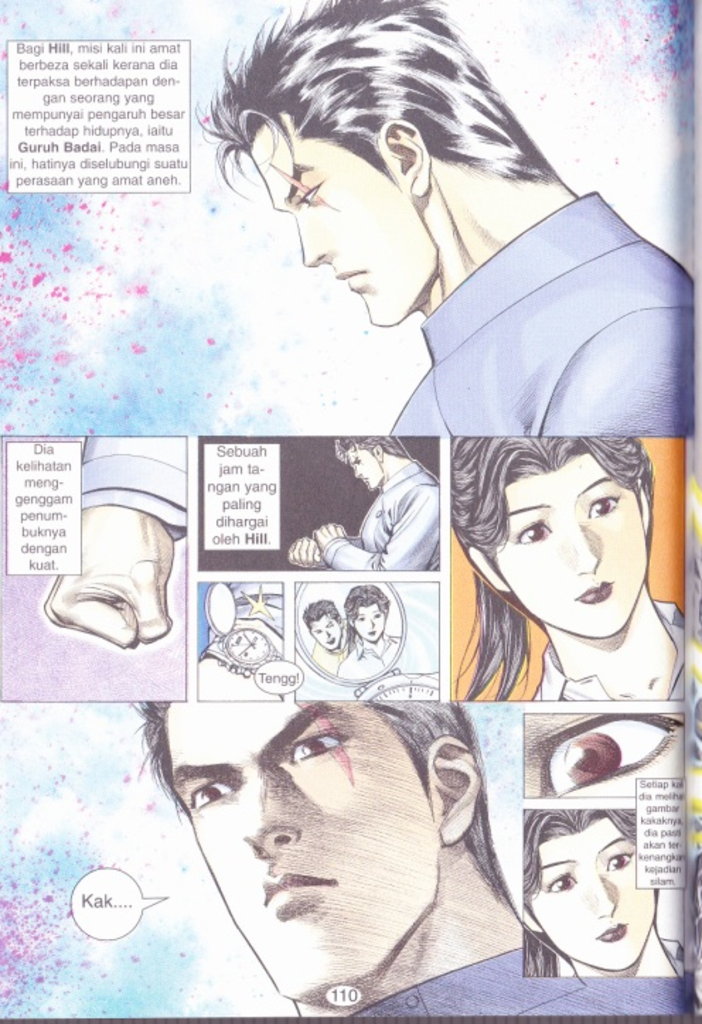 Bagi Hill, misi kali ini amat
berbeza sekali kerana dia
terpaksa berhadapan den-
gan seorang yang
mempunyai pengaruh besar
terhadap hidupnya, iaitu
Guruh Badai. Pada masa
ini, hatinya diselubungi suatu
perasaan yang amat aneh.
Dia
kelihatan
meng-
genggam
penum-
buknya
dengan
kuat.
Sebuah
jam ta-
ngan yang
paling
dihargai
oleh Hill.
Tengg!
Kak....
Setiap kali
dia melihat
gambar
kakaknya,
dia pasti
akan ter-
kenangkan
kejadian
silam.
110